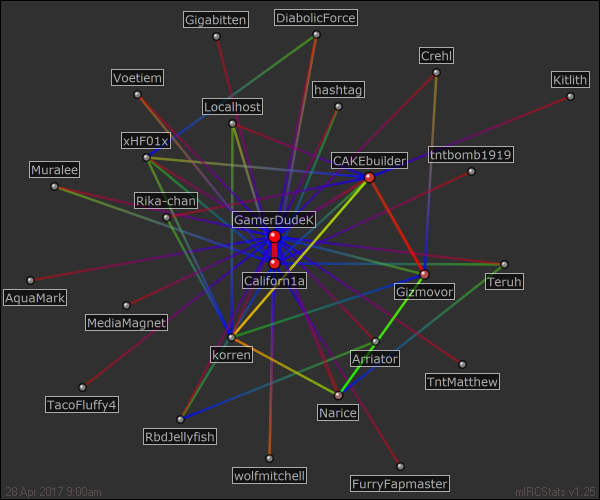 DiabolicForce
Gigabitten
Crehl
Voetiem
Kitlith
hashtag
Localhost
xHF01x
tntbomb1919
CAKEbuilder
Muralee
Rika-chan
GamerDudeK
Californ1a
Teruh
Gizmovor
AquaMark
MediaMagnet
korren
Arriator
TntMatthew
TacoFluffy4
Narice
RbdJellyfish
wolfmitchell
FurryFapmaster
28 Apr 2017 9:00am
mIRCStats v1.25